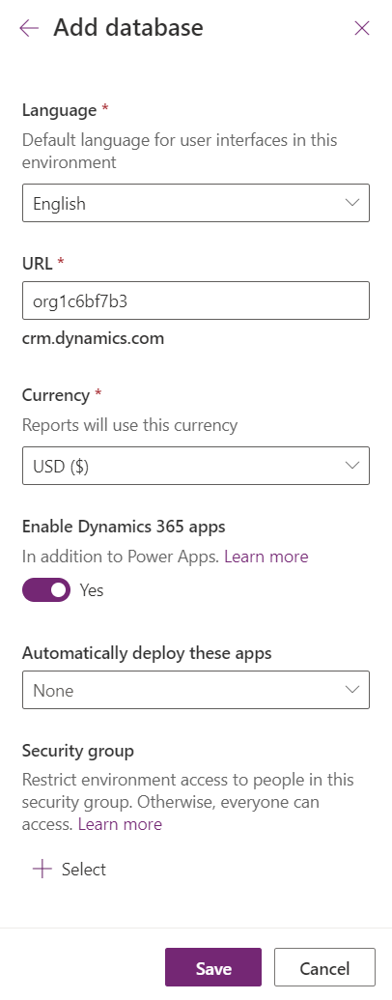 Add database
Language *
Default language for user interfaces in this
environment
English
URL *
org1c6bf7b3
crm.dynamics.com
Currency *
Reports will use this currency
USD ($)
Enable Dynamics 365 apps
In addition to Power Apps. Learn more
Yes
Automatically deploy these apps
None
Security group
Restrict environment access to people in this
security group. Otherwise, everyone can
access. Learn more
Select
Save Cancel